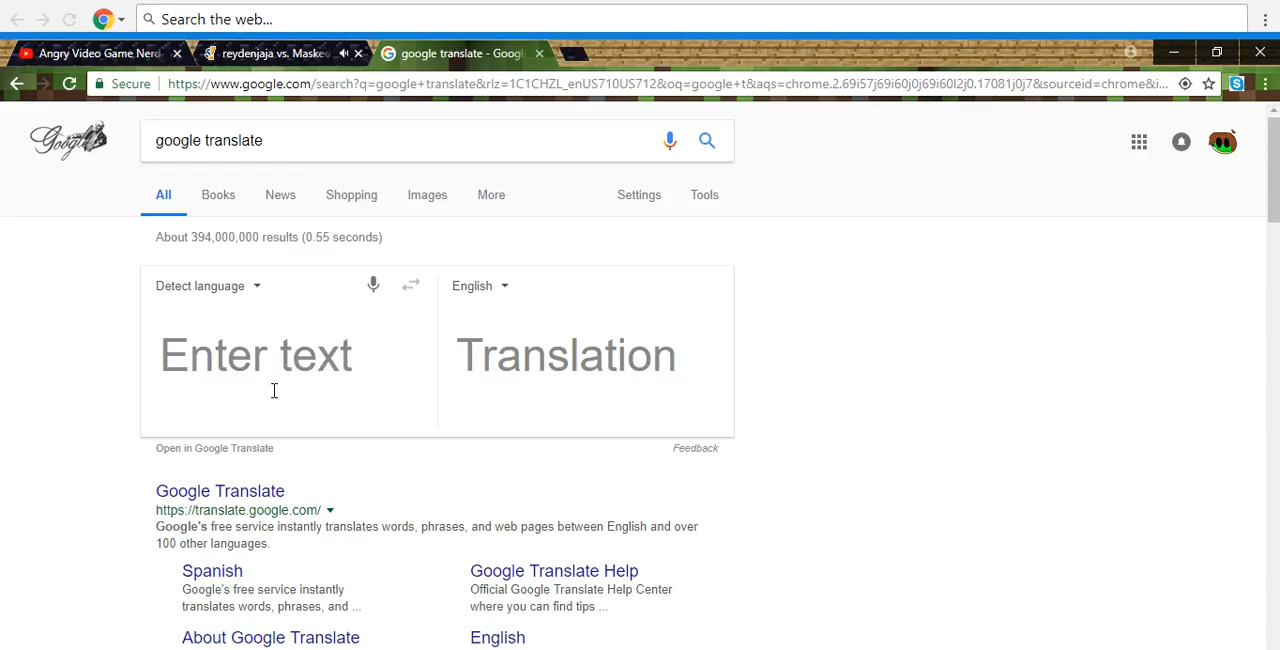 Search the web...
Angry Video Game Nerd
reydenjaja vs. Maske
google translate - Googl
Secure
https://www.google.com/search?q=google+translate&rlz=1C1CHZL_enUS710US712&oq=google+t&aqs=chrome.2.69i57j69i60j0j69i60l2j0.17081j0j7&sourceid=chrome&i...
Google
google translate
All
Books
News
Shopping
Images
More
Settings
Tools
About 394,000,000 results (0.55 seconds)
Detect language
English
Enter text
Translation
Open in Google Translate
Feedback
Google Translate
https://translate.google.com/
Google's free service instantly translates words, phrases, and web pages between English and over
100 other languages.
Spanish
Google's free service instantly
translates words, phrases, and ...
Google Translate Help
Official Google Translate Help Center
where you can find tips ...
About Google Translate
English